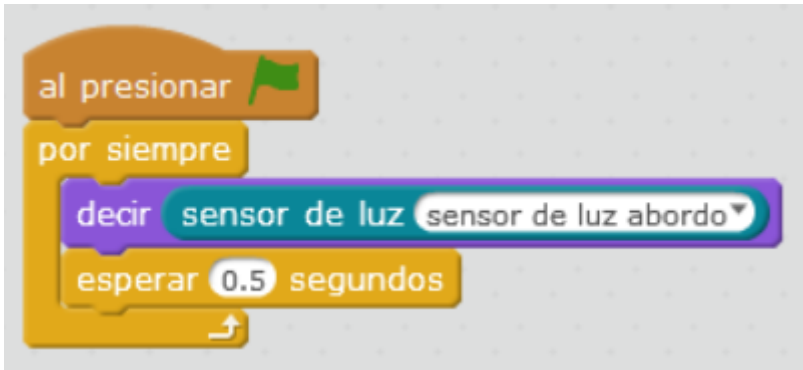 al presionar
por siempre
decir sensor de luz sensor de luz abordo
esperar 0.5 segundos